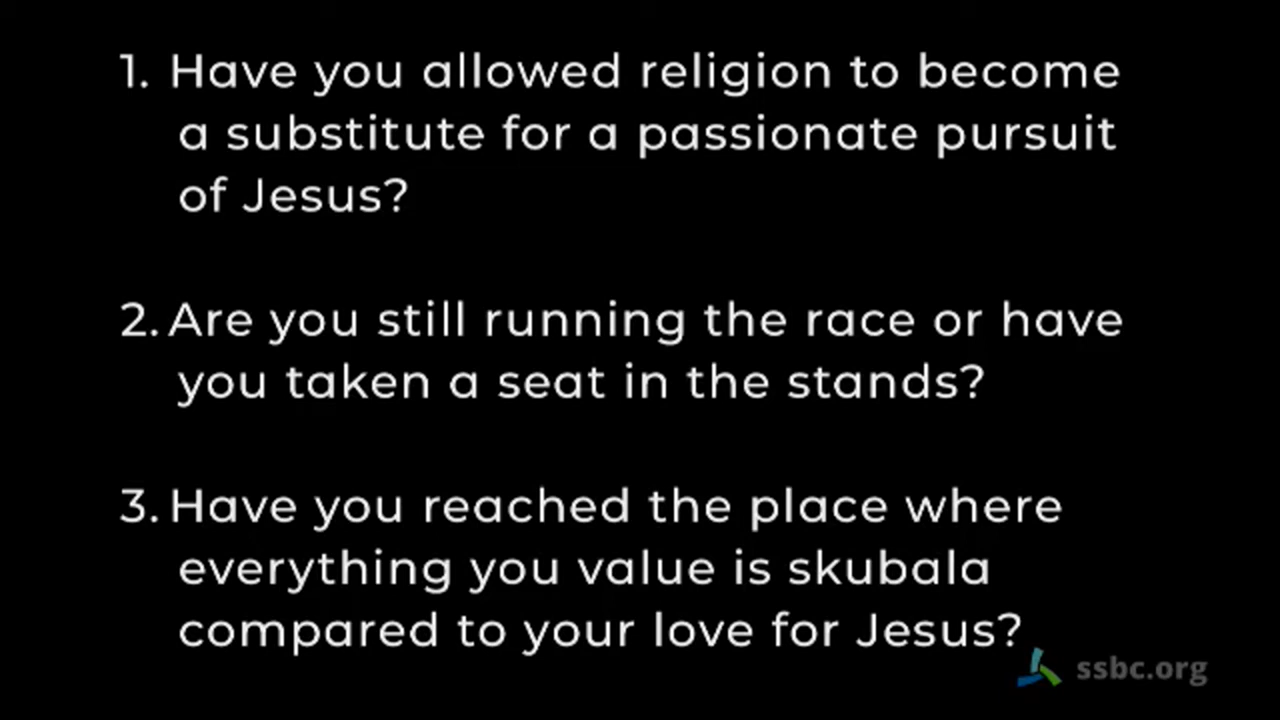 1. Have you allowed religion to become
a substitute for a passionate pursuit
of Jesus?
2. Are you still running the race or have
you taken a seat in the stands?
3. Have you reached the place where
everything you value is skubala
compared to your love for Jesus?
ssbc.org